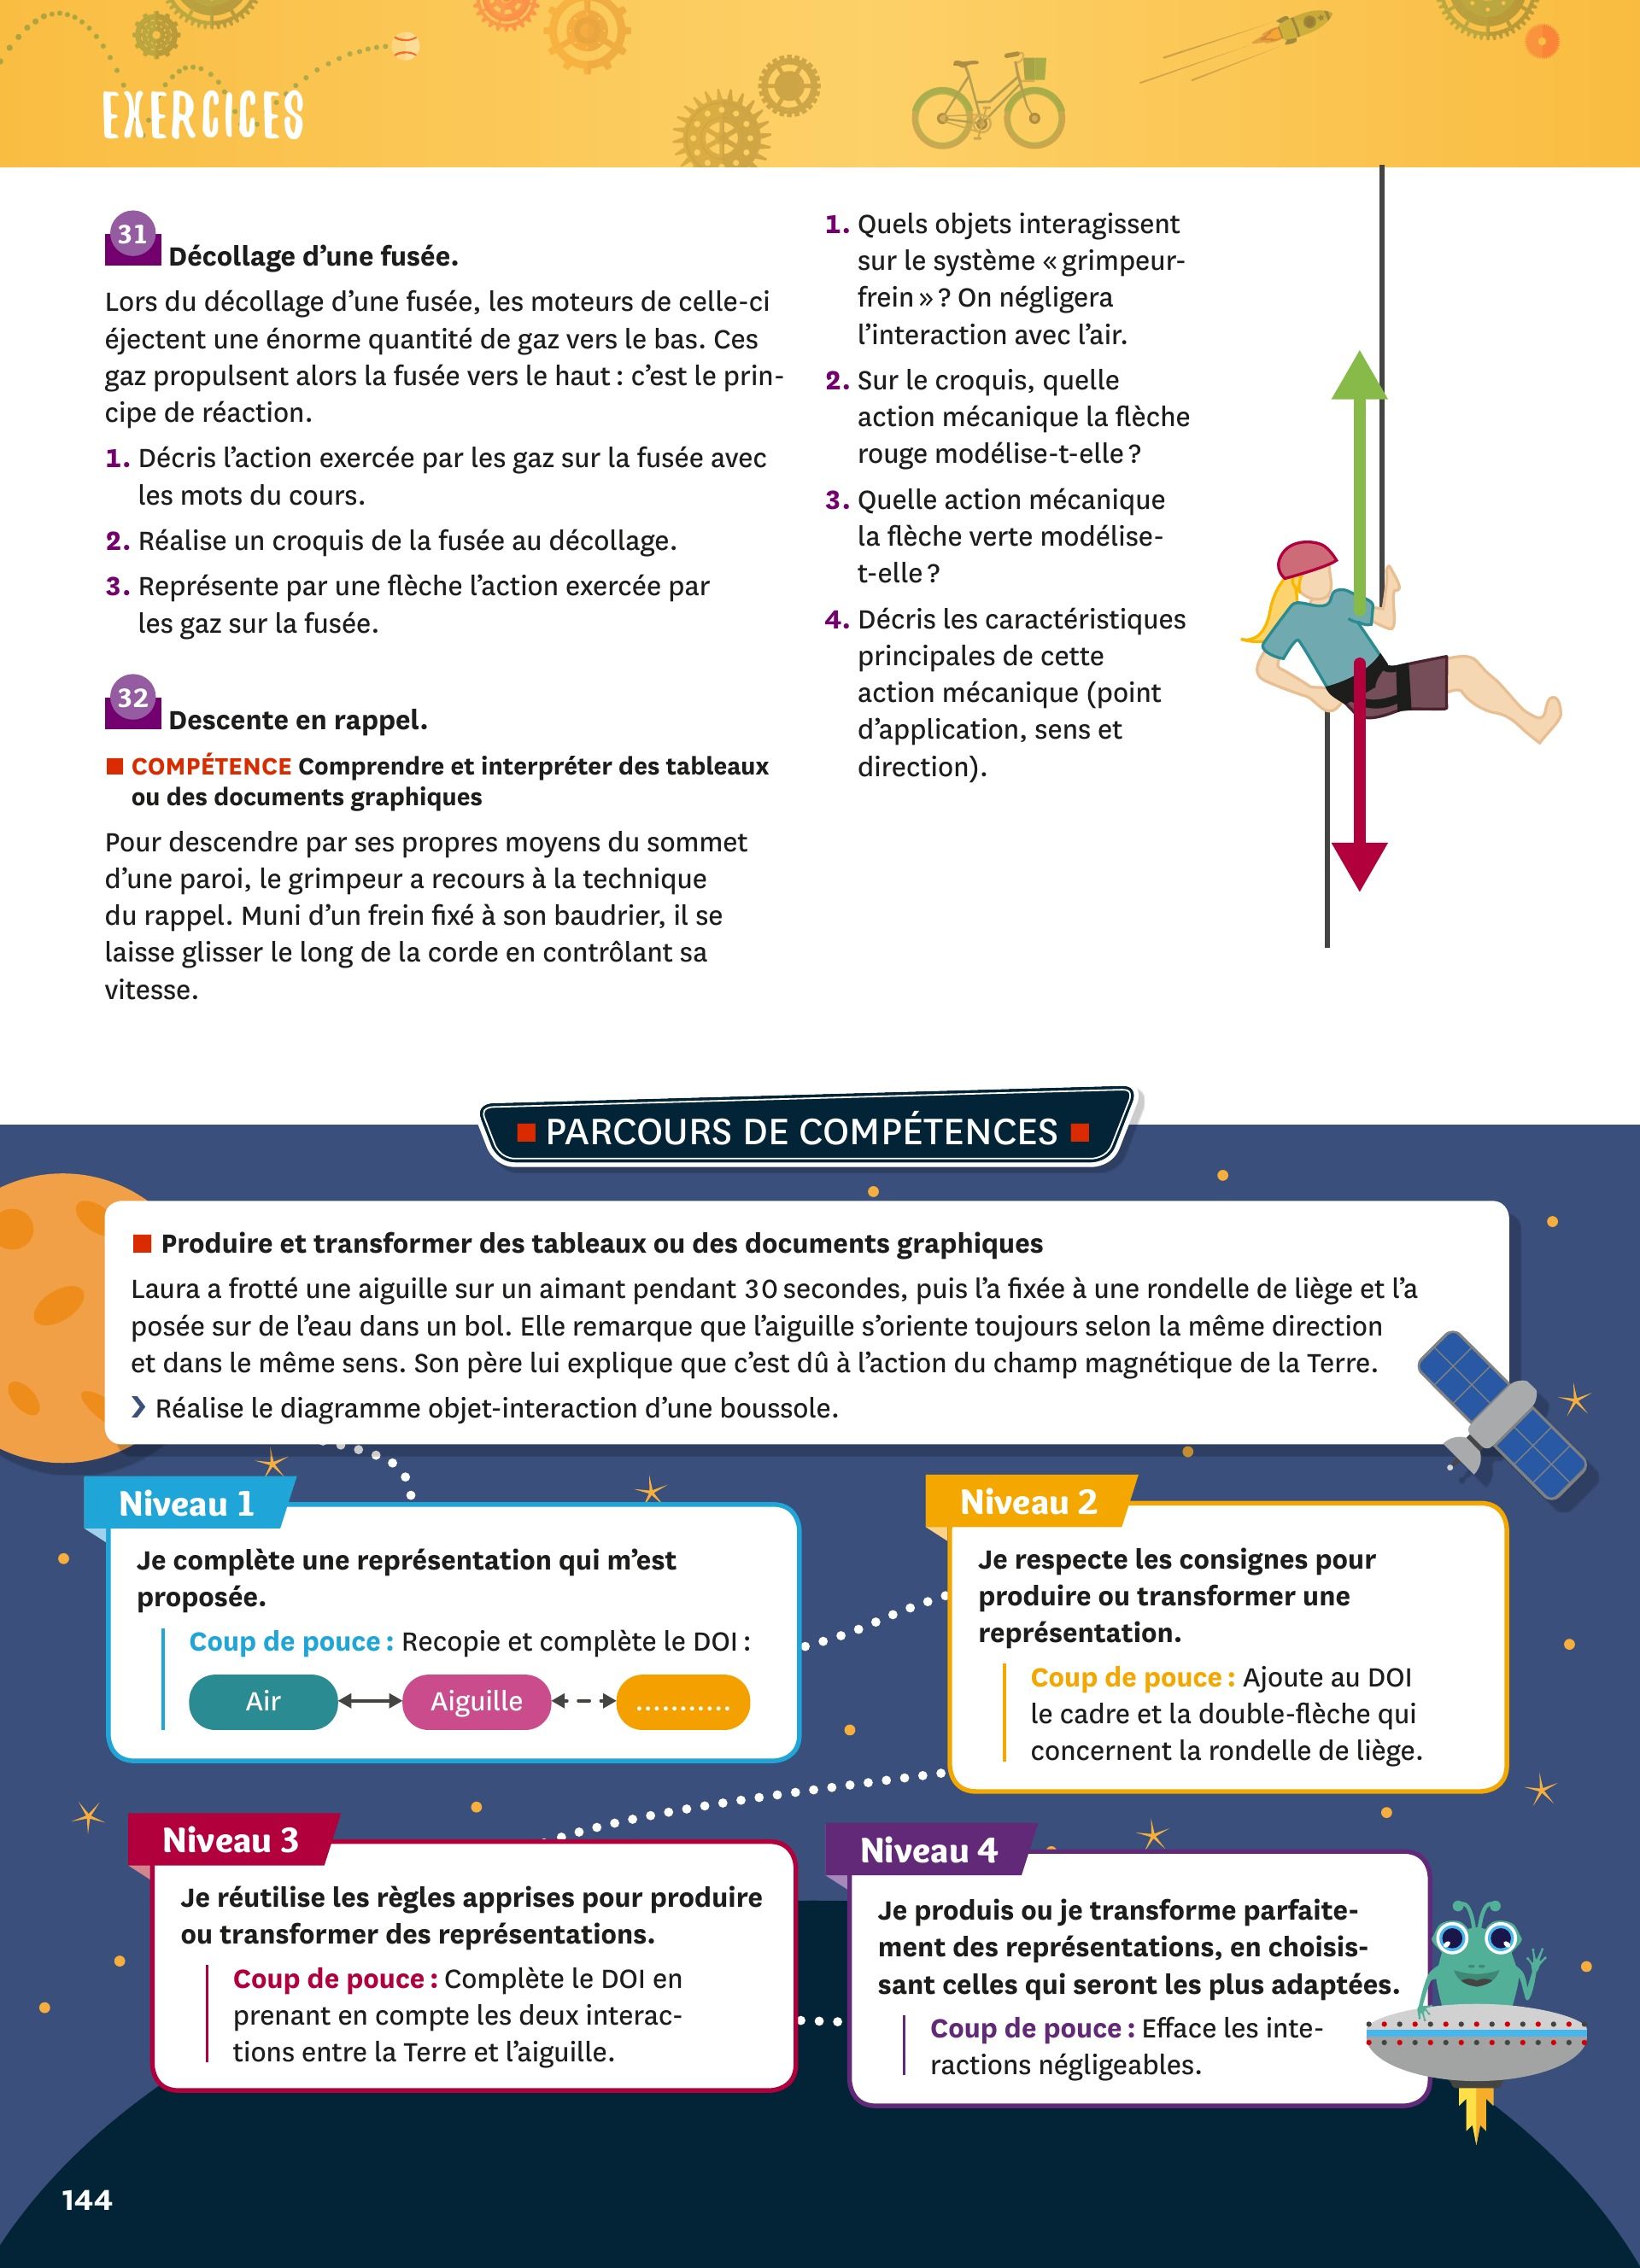 EXERCICES
31
Décollage d’une fusée.
Lors du décollage d’une fusée, les moteurs de celle-ci
éjectent une énorme quantité de gaz vers le bas. Ces
gaz propulsent alors la fusée vers le haut : c’est le prin-
cipe de réaction.
1. Décris l’action exercée par les gaz sur la fusée avec
les mots du cours.
2. Réalise un croquis de la fusée au décollage.
3. Représente par une flèche l’action exercée par
les gaz sur la fusée.
32
Descente en rappel.
COMPÉTENCE Comprendre et interpréter des tableaux
ou des documents graphiques
Pour descendre par ses propres moyens du sommet
d’une paroi, le grimpeur a recours à la technique
du rappel. Muni d’un frein fixé à son baudrier, il se
laisse glisser le long de la corde en contrôlant sa
vitesse.
1. Quels objets interagissent
sur le système « grimpeur-
frein » ? On négligera
l’interaction avec l’air.
2. Sur le croquis, quelle
action mécanique la flèche
rouge modélise-t-elle ?
3. Quelle action mécanique
la flèche verte modélise-
t-elle ?
4. Décris les caractéristiques
principales de cette
action mécanique (point
d’application, sens et
direction).
PARCOURS DE COMPÉTENCES
Produire et transformer des tableaux ou des documents graphiques
Laura a frotté une aiguille sur un aimant pendant 30 secondes, puis l’a fixée à une rondelle de liège et l’a
posée sur de l’eau dans un bol. Elle remarque que l’aiguille s’oriente toujours selon la même direction
et dans le même sens. Son père lui explique que c’est dû à l’action du champ magnétique de la Terre.
❯ Réalise le diagramme objet-interaction d’une boussole.
Niveau 1
Je complète une représentation qui m’est
proposée.
Coup de pouce : Recopie et complète le DOI :
Air
Aiguille
...........
Niveau 2
Je respecte les consignes pour
produire ou transformer une
représentation.
Coup de pouce : Ajoute au DOI
le cadre et la double-flèche qui
concernent la rondelle de liège.
Niveau 3
Je réutilise les règles apprises pour produire
ou transformer des représentations.
Coup de pouce : Complète le DOI en
prenant en compte les deux interac-
tions entre la Terre et l’aiguille.
Niveau 4
Je produis ou je transforme parfaite-
ment des représentations, en choisis-
sant celles qui seront les plus adaptées.
Coup de pouce : Efface les inte-
ractions négligeables.
144